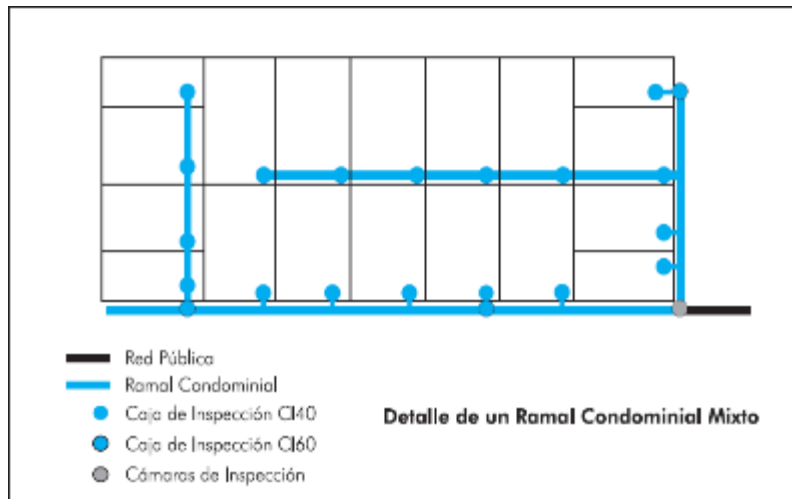 Red Pública
Ramal Condominial
Caja de Inspección CI40
Detalle de un Ramal Condominial Mixto
Caja de Inspección CI60
Cámaras de Inspección